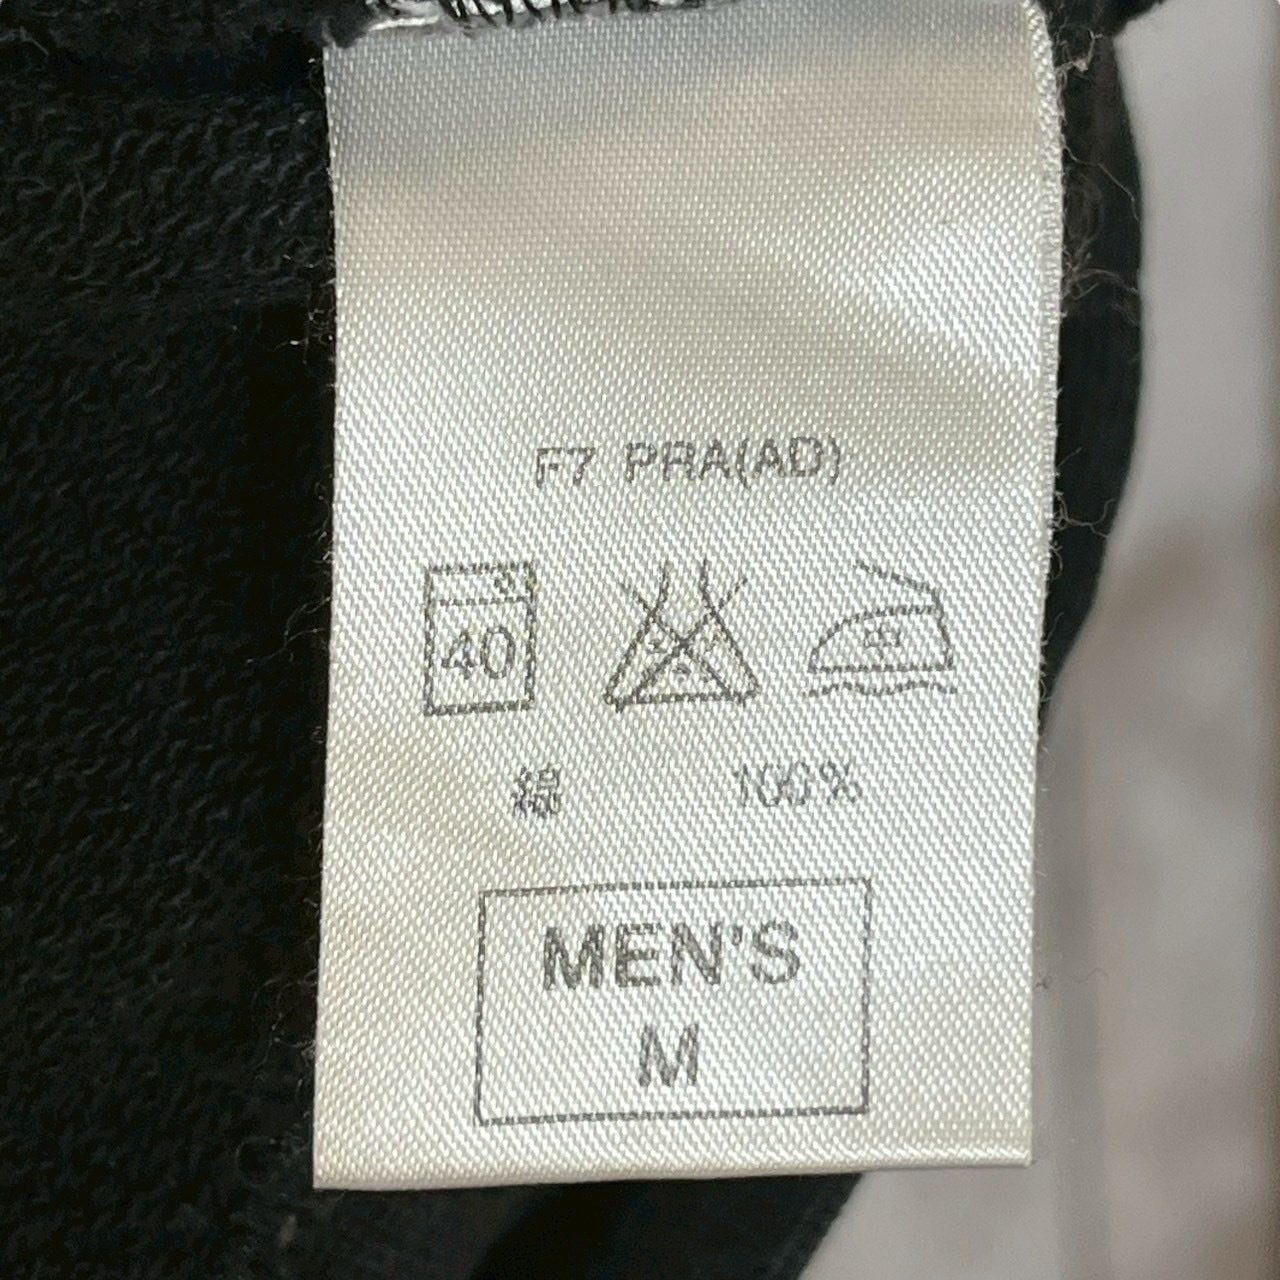 F7 PRA(AD)
40
綿 100%
MEN'S
M